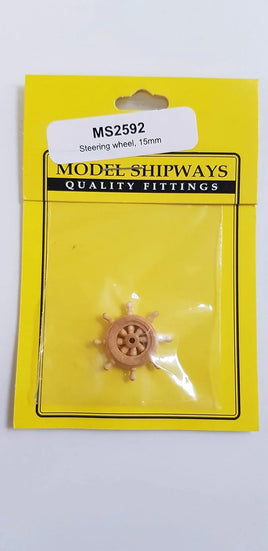 MS2592
Steering wheel, 15mm
MODEL SHIPWAYS
QUALITY FITTINGS